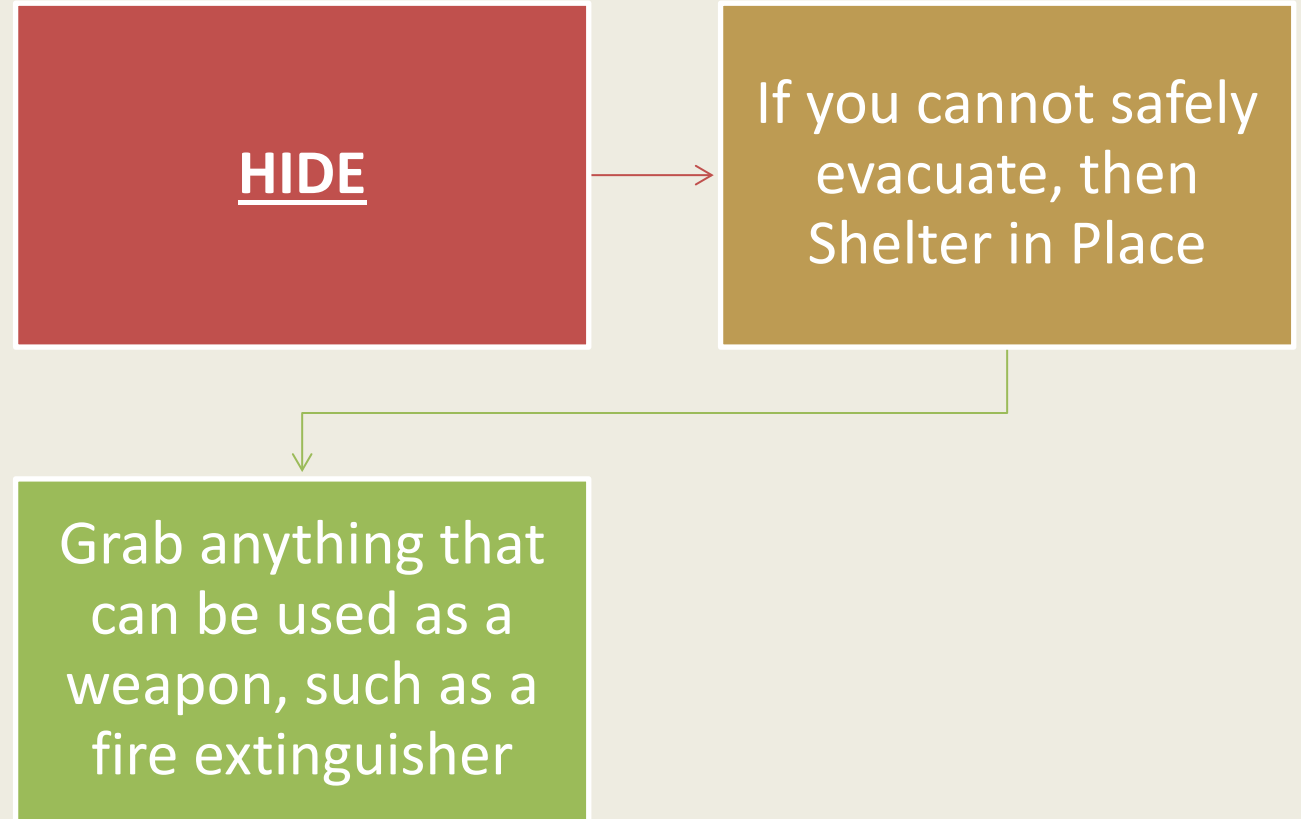 HIDE
If you cannot safely
evacuate, then
Shelter in Place
Grab anything that
can be used as a
weapon, such as a
fire extinguisher